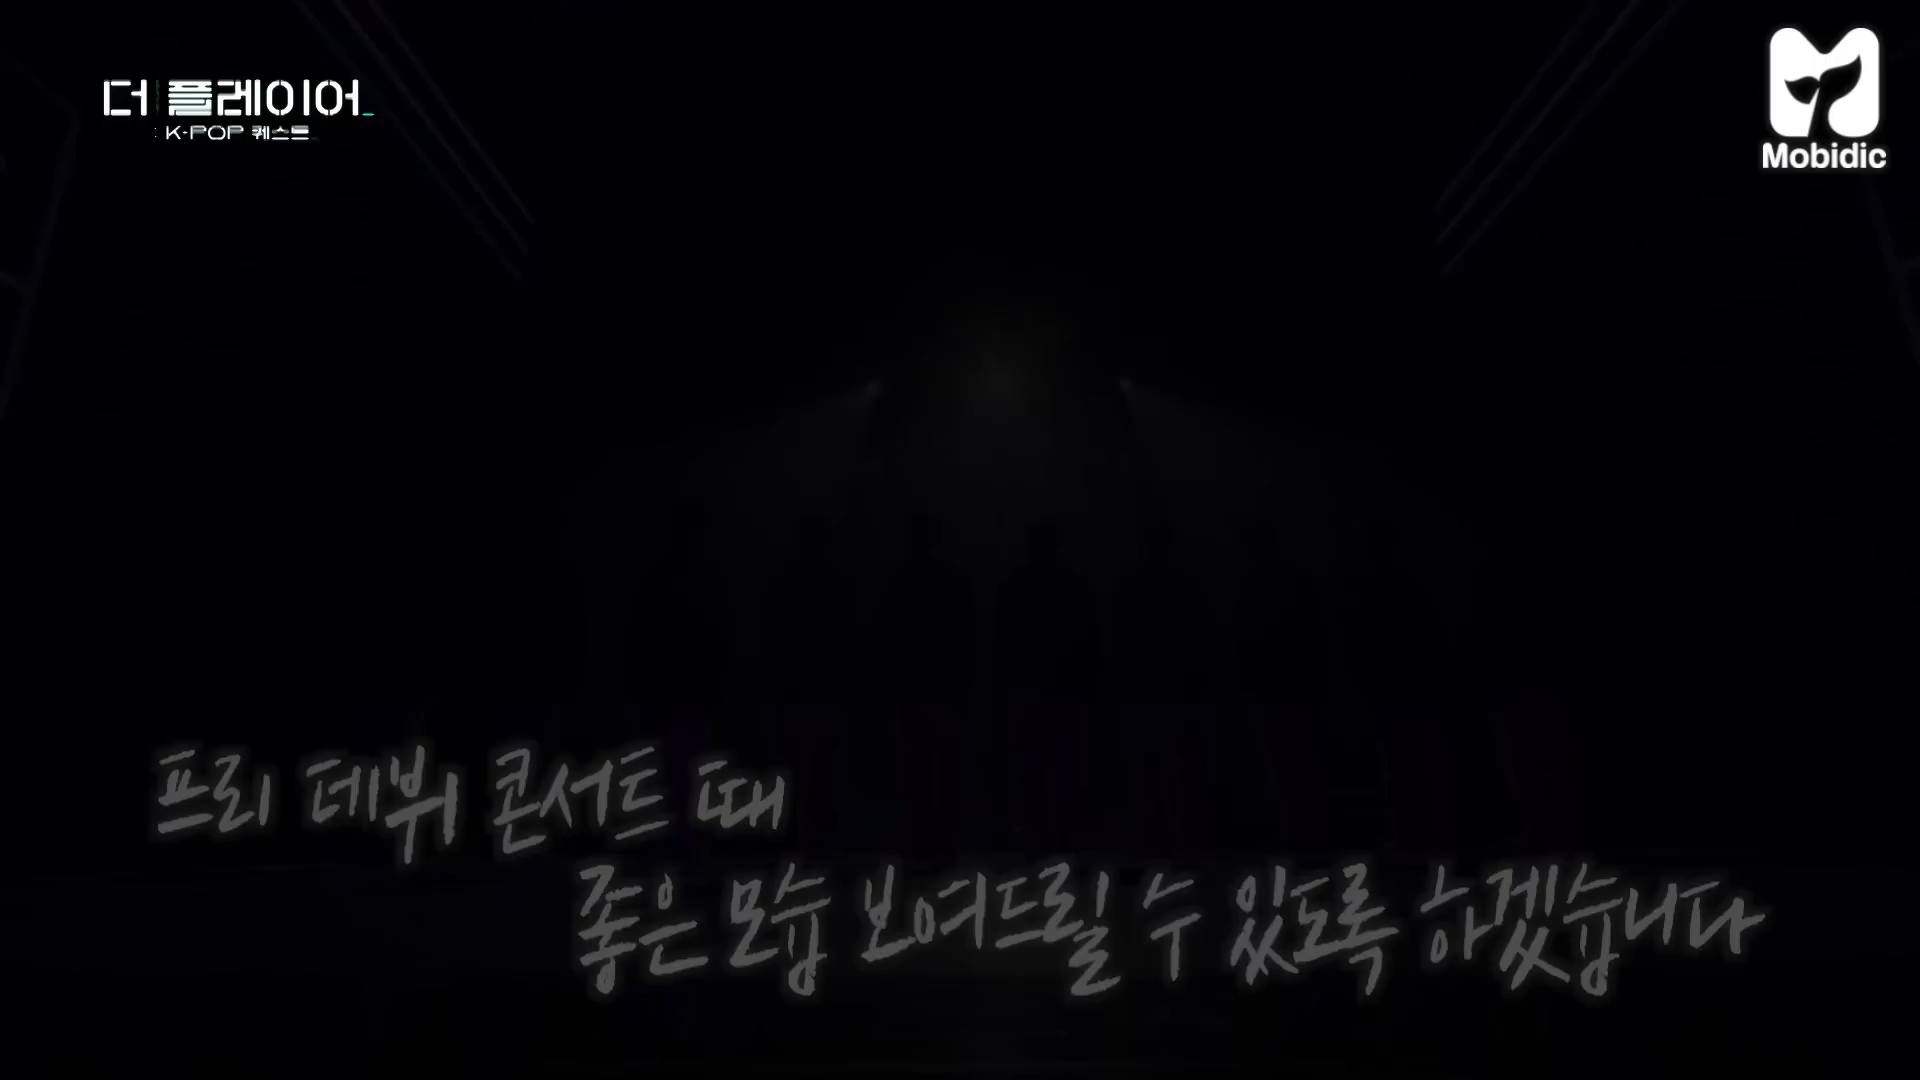 더 플레이어_
: K-POP 퀘스트
Mobidic
프리 데뷔 콘서트 때
좋은 모습 보여드릴 수 있도록 하겠습니다